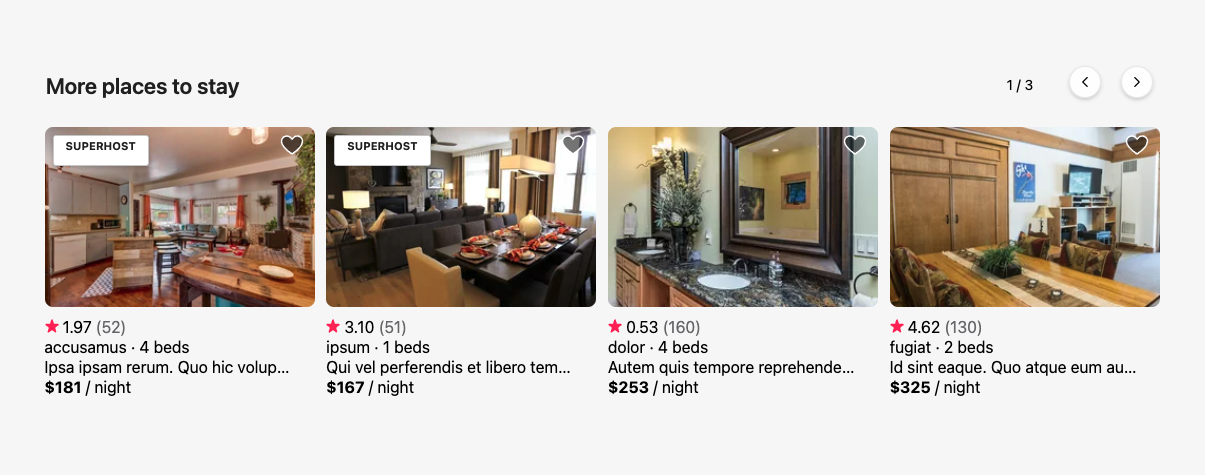 More places to stay
1 / 3
SUPERHOST
SUPERHOST
★ 1.97 (52)
accusamus · 4 beds
Ipsa ipsam rerum. Quo hic volup...
$181 / night
★ 3.10 (51)
ipsum · 1 beds
Qui vel perferendis et libero tem...
$167 / night
★ 0.53 (160)
dolor · 4 beds
Autem quis tempore reprehende...
$253 / night
★ 4.62 (130)
fugiat · 2 beds
Id sint eaque. Quo atque eum au...
$325 / night